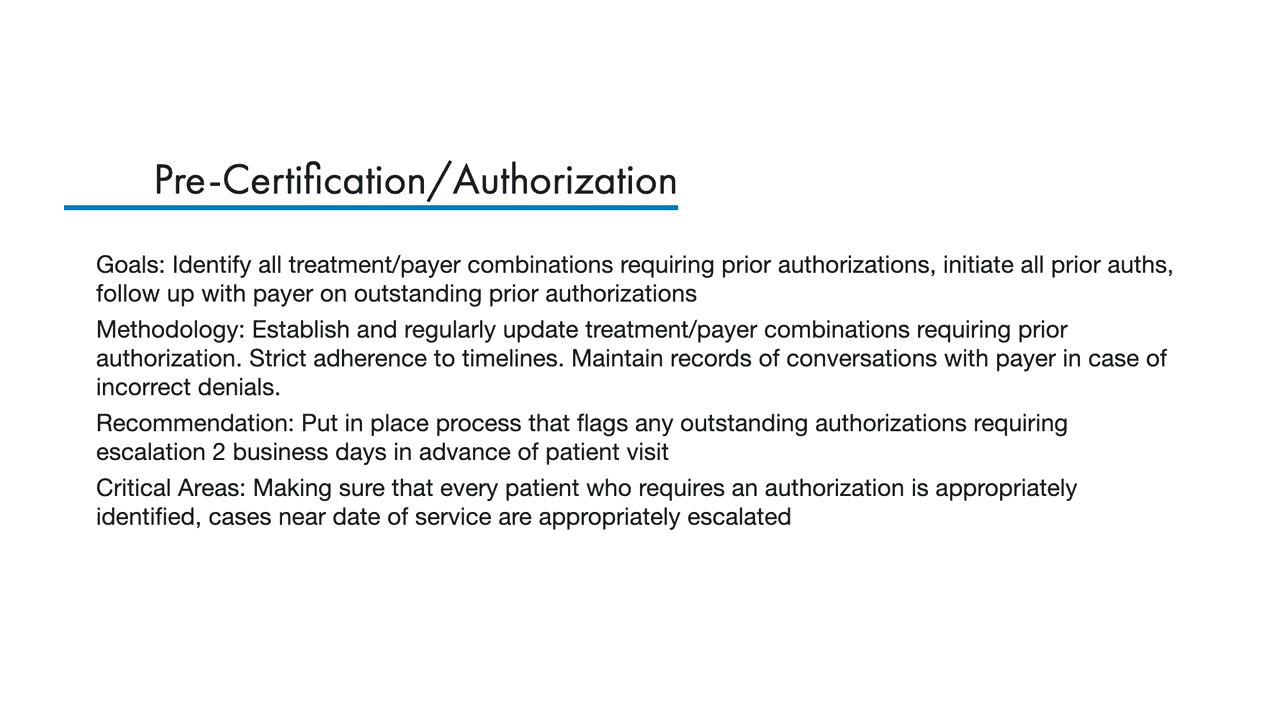 Pre-Certification/Authorization
Goals: Identify all treatment/payer combinations requiring prior authorizations, initiate all prior auths,
follow up with payer on outstanding prior authorizations
Methodology: Establish and regularly update treatment/payer combinations requiring prior
authorization. Strict adherence to timelines. Maintain records of conversations with payer in case of
incorrect denials.
Recommendation: Put in place process that flags any outstanding authorizations requiring
escalation 2 business days in advance of patient visit
Critical Areas: Making sure that every patient who requires an authorization is appropriately
identified, cases near date of service are appropriately escalated